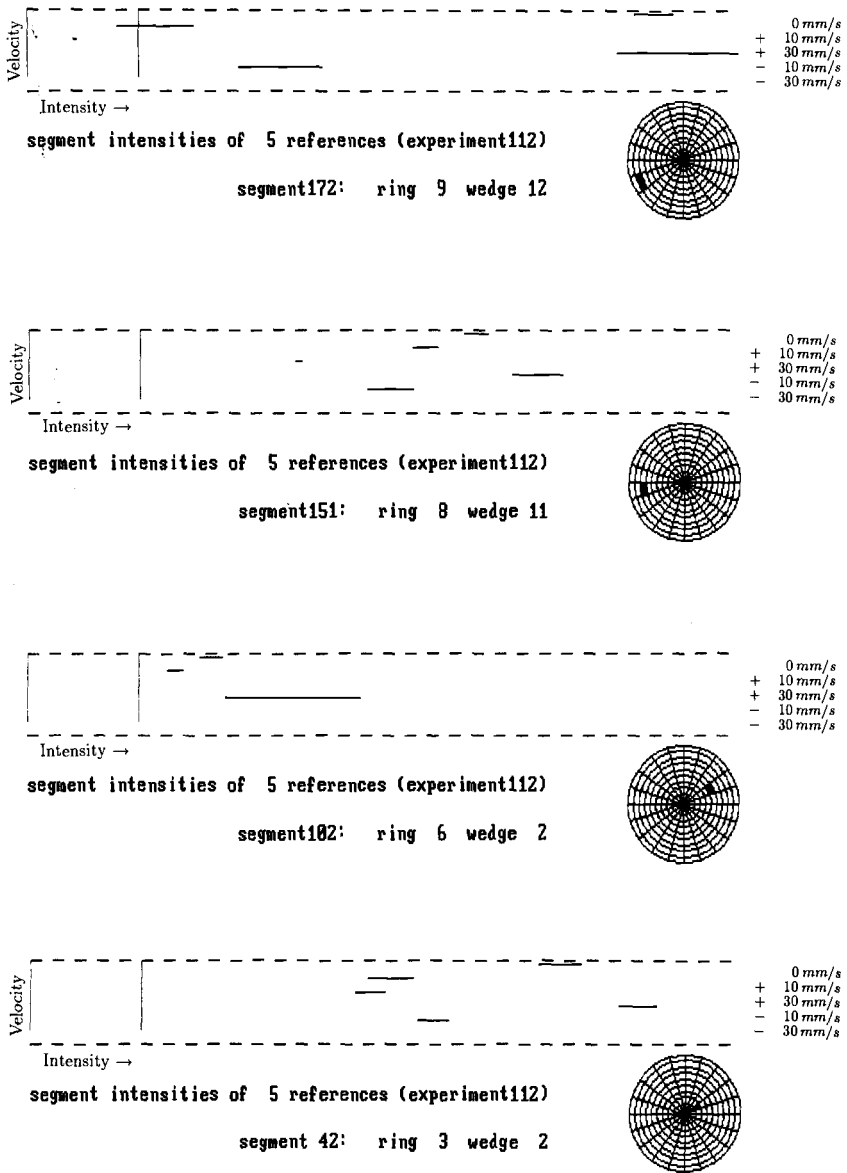 Velocity
0 mm/s
+ 10 mm/s
+ 30 mm/s
− 10 mm/s
− 30 mm/s
Intensity →
segment intensities of 5 references (experiment112)
segment172: ring 9 wedge 12
Velocity
0 mm/s
+ 10 mm/s
+ 30 mm/s
− 10 mm/s
− 30 mm/s
Intensity →
segment intensities of 5 references (experiment112)
segment151: ring 8 wedge 11
0 mm/s
+ 10 mm/s
+ 30 mm/s
− 10 mm/s
− 30 mm/s
Intensity →
segment intensities of 5 references (experiment112)
segment102: ring 6 wedge 2
Velocity
0 mm/s
+ 10 mm/s
+ 30 mm/s
− 10 mm/s
− 30 mm/s
Intensity →
segment intensities of 5 references (experiment112)
segment 42: ring 3 wedge 2